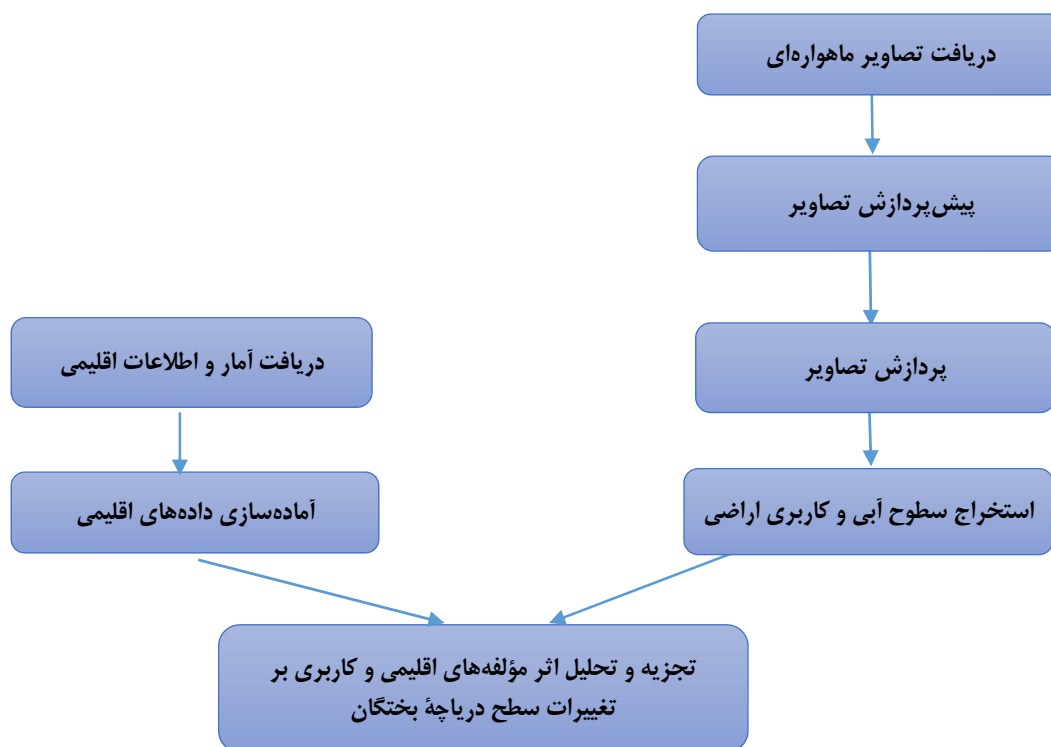 دریافت تصاویر ماهواره‌ای
پیش‌پردازش تصاویر
پردازش تصاویر
استخراج سطوح آبی و کاربری اراضی
دریافت آمار و اطلاعات اقلیمی
آماده‌سازی داده‌های اقلیمی
تجزیه و تحلیل اثر مؤلفه‌های اقلیمی و کاربری بر
تغییرات سطح دریاچهٔ بختگان